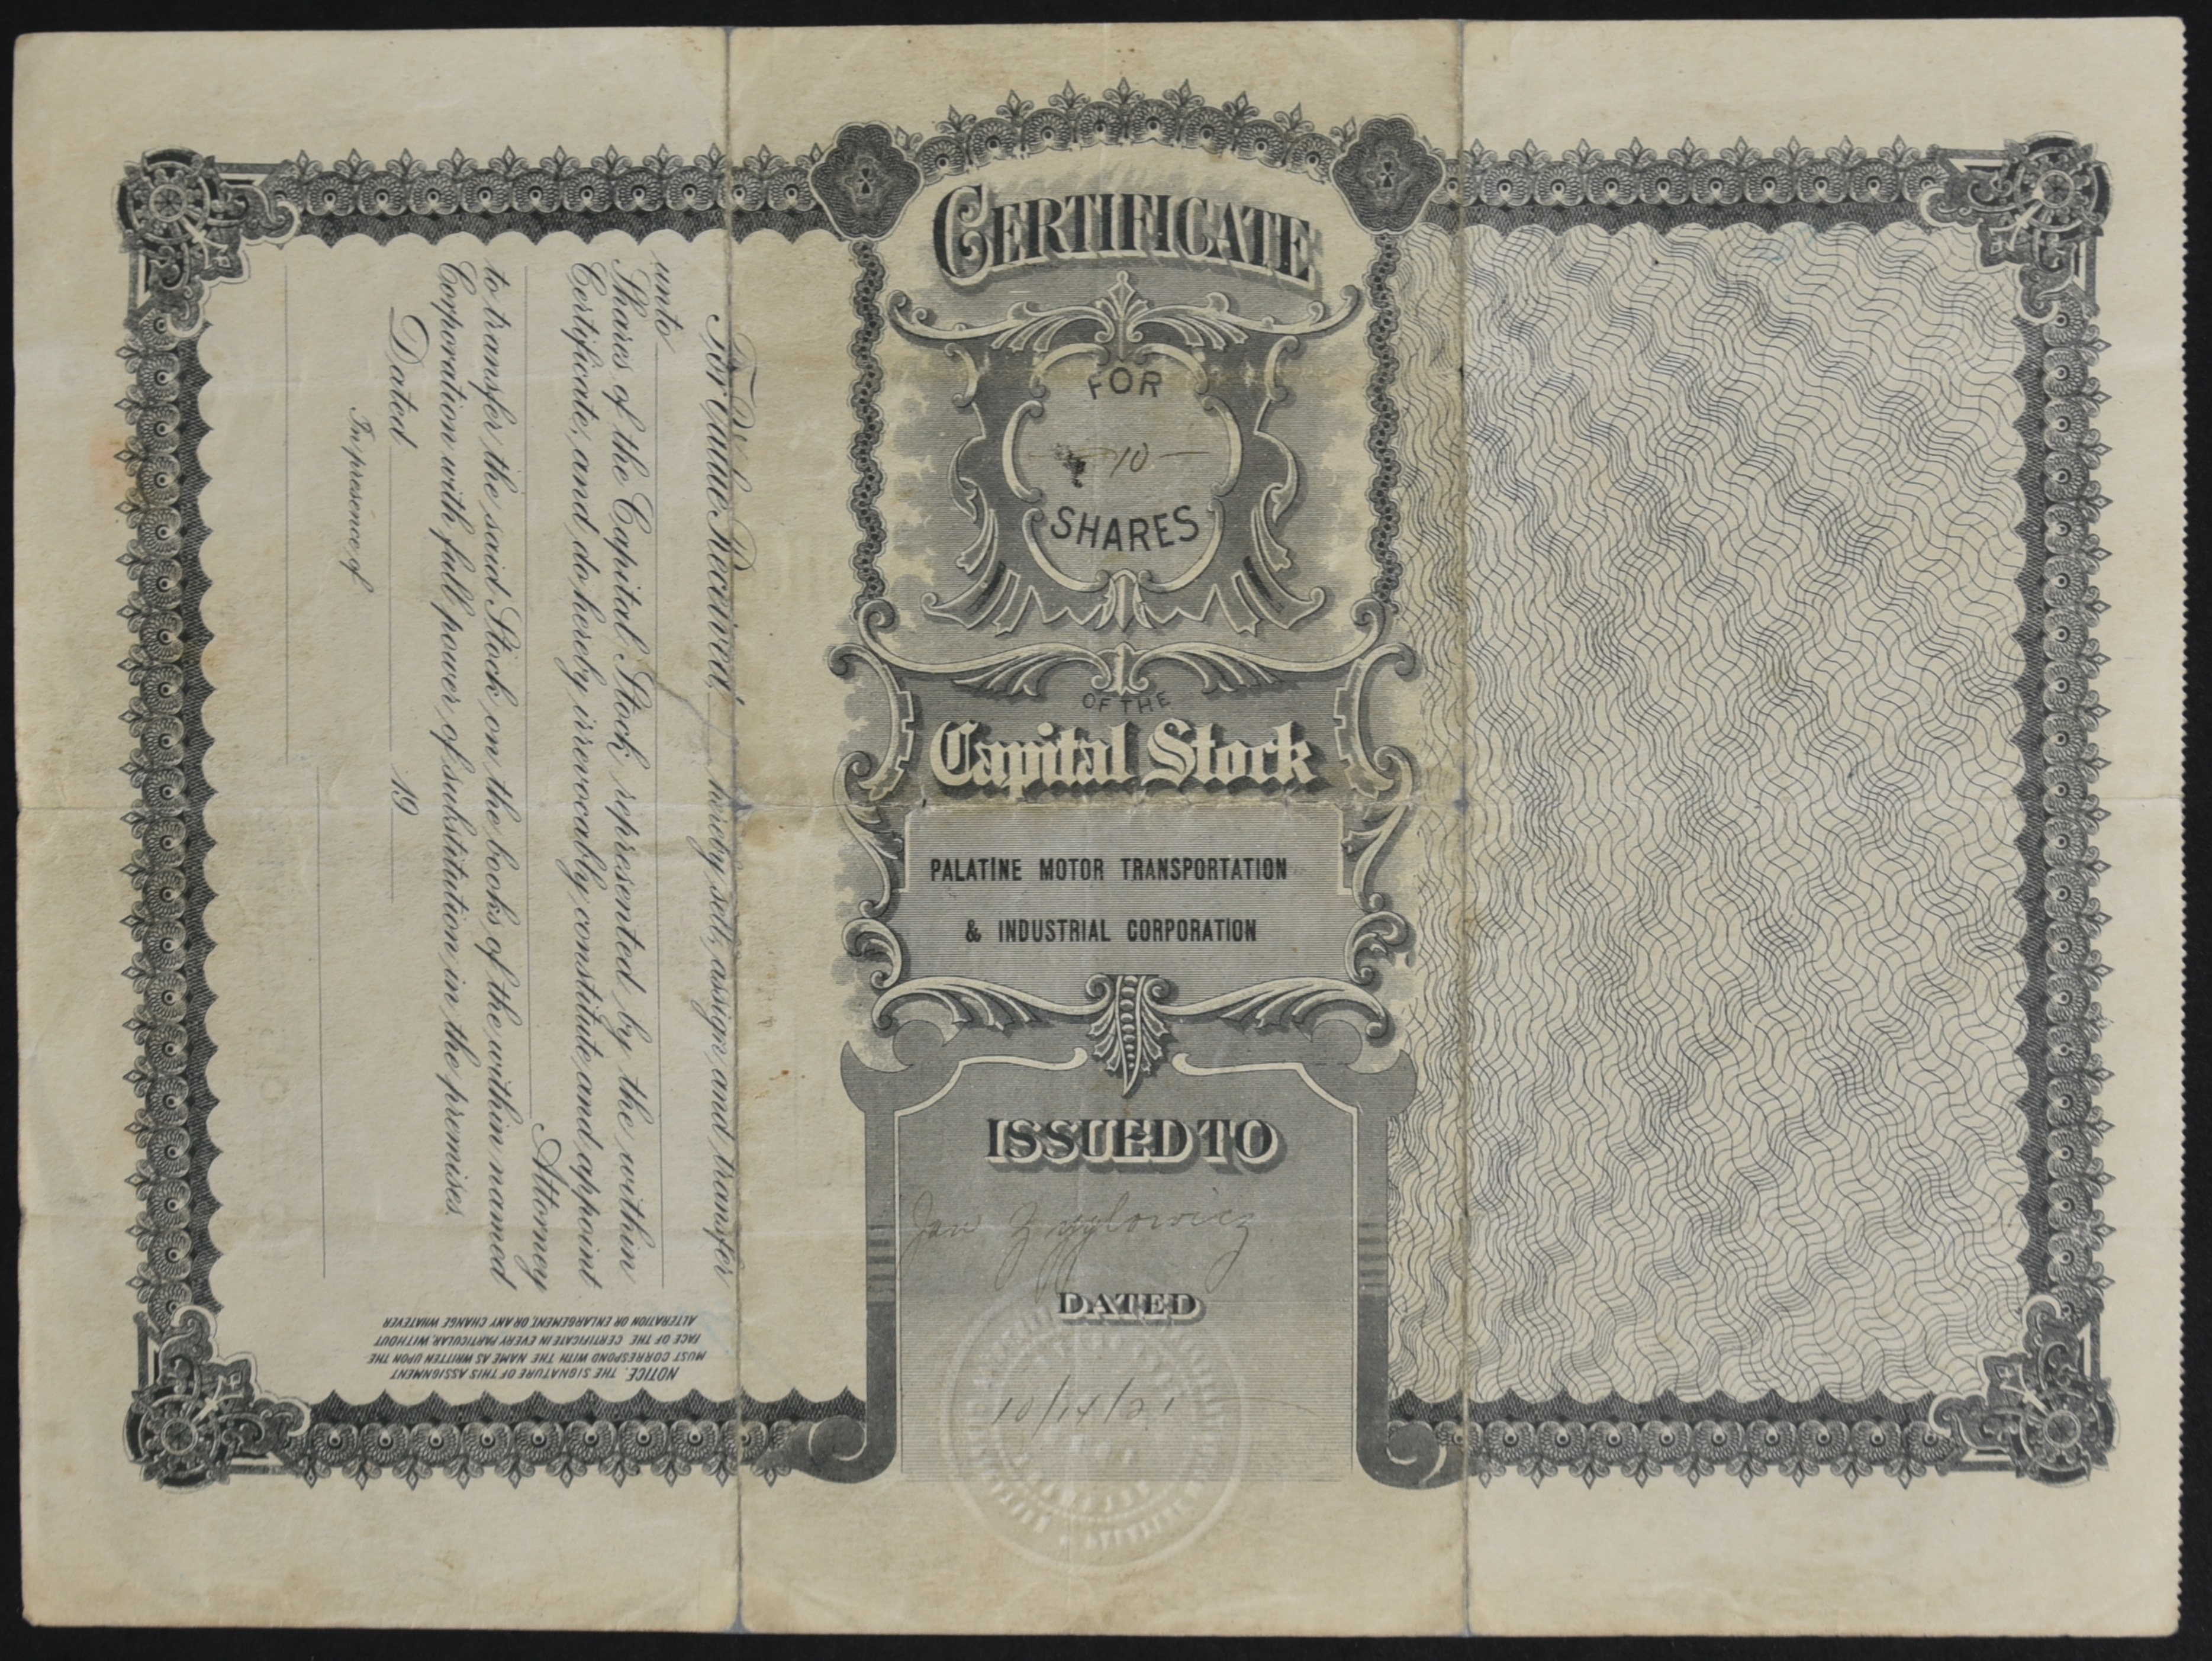 CERTIFICATE
FOR
10
SHARES
OF THE
Capital Stock
PALATINE MOTOR TRANSPORTATION
& INDUSTRIAL CORPORATION
ISSUED TO
Jan
DATED
10/14/21
For Value Received, hereby sell, assign and transfer
unto
Shares of the Capital Stock represented by the within
Certificate, and do hereby irrevocably constitute and appoint
Attorney
to transfer the said Stock on the books of the within named
Corporation with full power of substitution in the premises.
Dated 19
In presence of
NOTICE. THE SIGNATURE OF THIS ASSIGNMENT
MUST CORRESPOND WITH THE NAME AS WRITTEN UPON THE
FACE OF THE CERTIFICATE IN EVERY PARTICULAR WITHOUT
ALTERATION OR ENLARGEMENT, OR ANY CHANGE WHATEVER